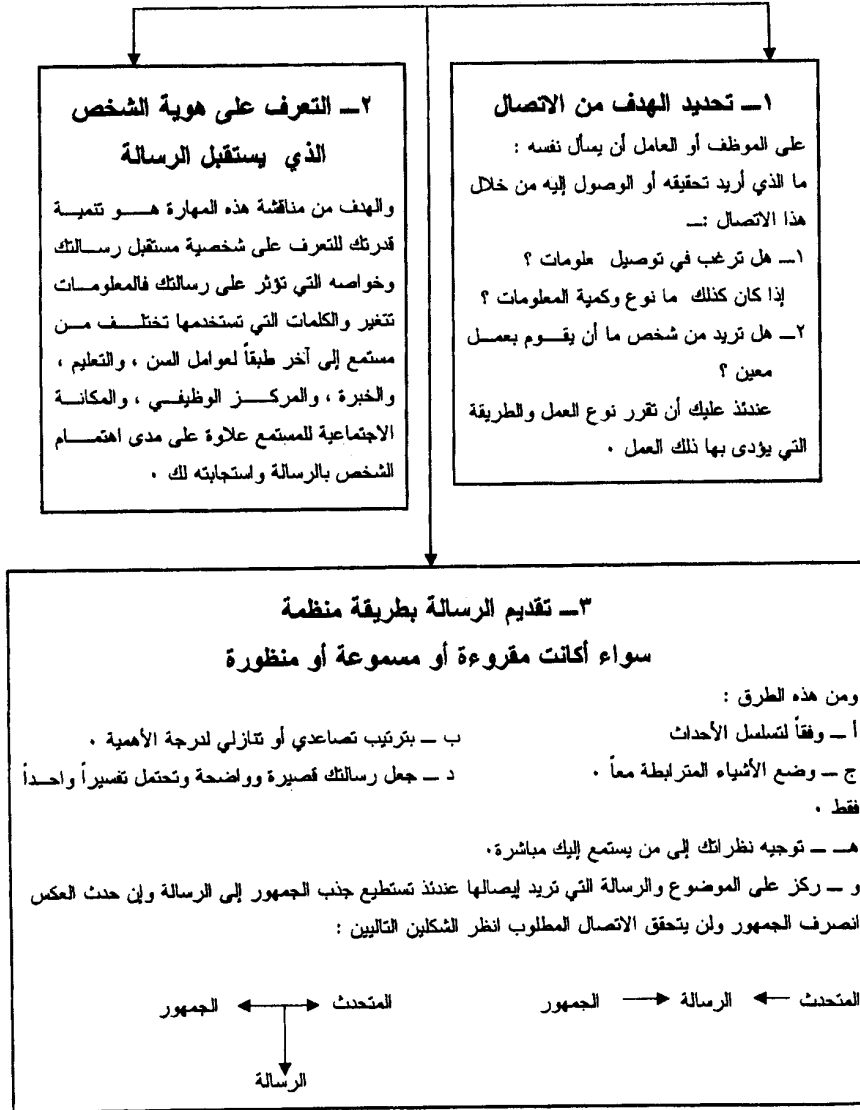 ١ــ تحديد الهدف من الاتصال
على الموظف أو العامل أن يسأل نفسه :
ما الذي أريد تحقيقه أو الوصول إليه من خلال
هذا الاتصال :ــ
١ــ هل ترغب في توصيل علومات ؟
إذا كان كذلك ما نوع وكمية المعلومات ؟
٢ــ هل تريد من شخص ما أن يقوم بعمل
معين ؟
عندئذ عليك أن تقرر نوع العمل والطريقة
التي يؤدى بها ذلك العمل .
٢ــ التعرف على هوية الشخص
الذي يستقبل الرسالة
والهدف من مناقشة هذه المهارة هو تنمية
قدرتك للتعرف على شخصية مستقبل رسالتك
وخواصه التي تؤثر على رسالتك فالمعلومات
تتغير والكلمات التي تستخدمها تختلف من
مستمع إلى آخر طبقاً لعوامل السن ، والتعليم ،
والخبرة ، والمركز الوظيفي ، والمكانة
الاجتماعية للمستمع علاوة على مدى اهتمام
الشخص بالرسالة واستجابته لك .
٣ــ تقديم الرسالة بطريقة منظمة
سواء أكانت مقروءة أو مسموعة أو منظورة
ومن هذه الطرق :
أ ــ وفقاً لتسلسل الأحداث ب ــ بترتيب تصاعدي أو تنازلي لدرجة الأهمية .
ج ــ وضع الأشياء المترابطة معاً . د ــ جعل رسالتك قصيرة وواضحة وتحتمل تفسيراً واحداً
فقط .
هـ ــ توجيه نظراتك إلى من يستمع إليك مباشرة.
و ــ ركز على الموضوع والرسالة التي تريد إيصالها عندئذ تستطيع جذب الجمهور إلى الرسالة وإن حدث العكس
انصرف الجمهور ولن يتحقق الاتصال المطلوب انظر الشكلين التاليين :
المتحدث الرسالة الجمهور المتحدث الجمهور
الرسالة